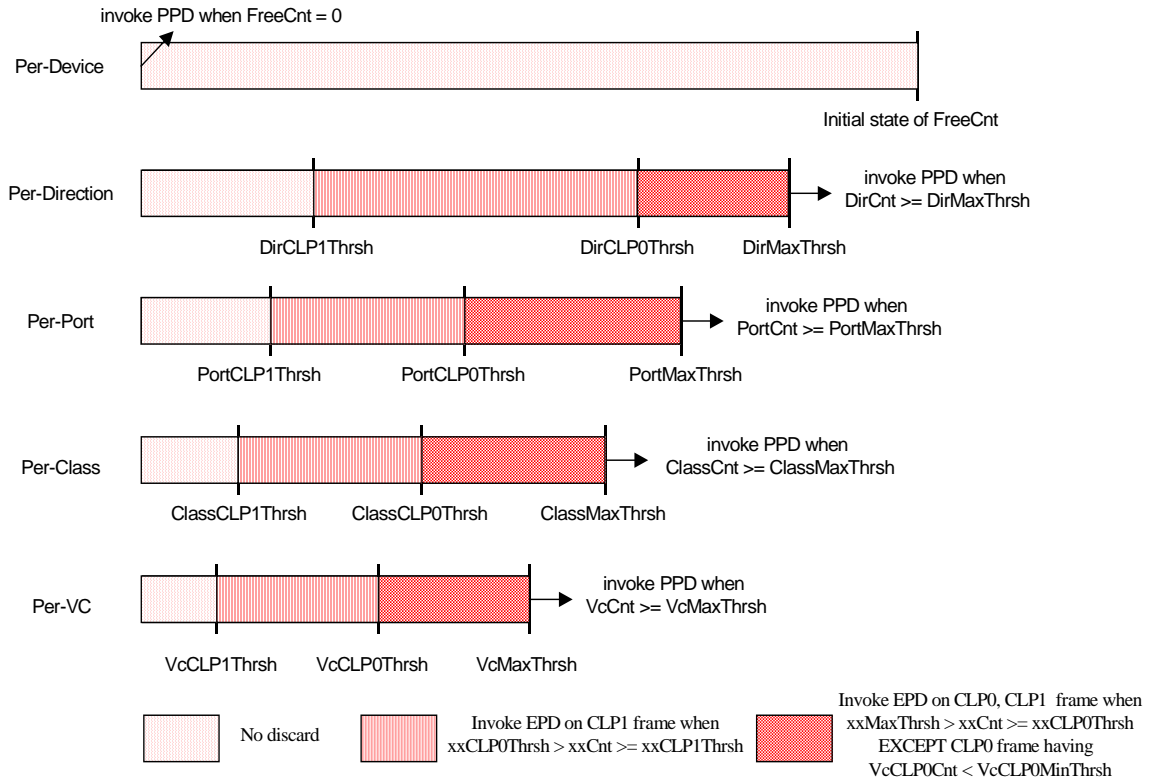 invoke PPD when FreeCnt = 0
Per-Device
Initial state of FreeCnt
Per-Direction
invoke PPD when
DirCnt >= DirMaxThrsh
DirCLP1Thrsh
DirCLP0Thrsh
DirMaxThrsh
Per-Port
invoke PPD when
PortCnt >= PortMaxThrsh
PortCLP1Thrsh
PortCLP0Thrsh
PortMaxThrsh
Per-Class
invoke PPD when
ClassCnt >= ClassMaxThrsh
ClassCLP1Thrsh
ClassCLP0Thrsh
ClassMaxThrsh
Per-VC
invoke PPD when
VcCnt >= VcMaxThrsh
VcCLP1Thrsh
VcCLP0Thrsh
VcMaxThrsh
No discard
Invoke EPD on CLP1 frame when
xxCLP0Thrsh > xxCnt >= xxCLP1Thrsh
Invoke EPD on CLP0, CLP1 frame when
xxMaxThrsh > xxCnt >= xxCLP0Thrsh
EXCEPT CLP0 frame having
VcCLP0Cnt < VcCLP0MinThrsh